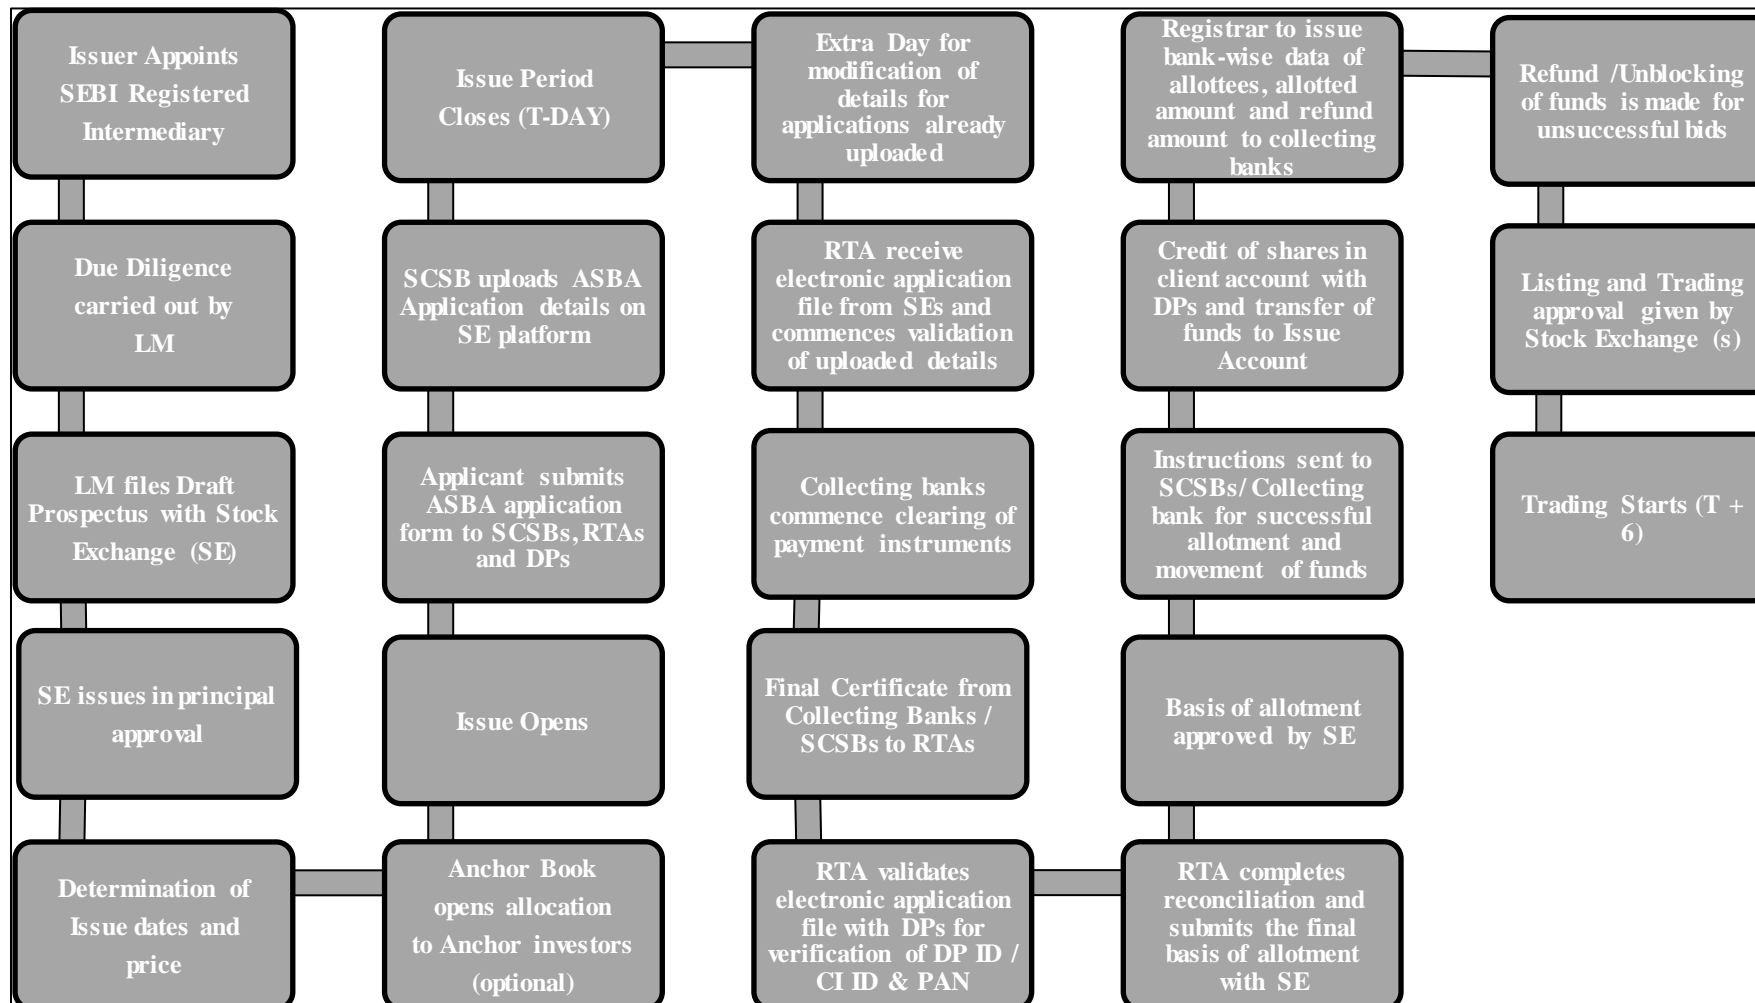 Issuer Appoints
SEBI Registered
Intermediary
Due Diligence
carried out by
LM
LM files Draft
Prospectus with Stock
Exchange (SE)
SE issues in principal
approval
Determination of
Issue dates and
price
Anchor Book
opens allocation
to Anchor investors
(optional)
Issue Opens
Applicant submits
ASBA application
form to SCSBs, RTAs
and DPs
SCSB uploads ASBA
Application details on
SE platform
Issue Period
Closes (T-DAY)
Extra Day for
modification of
details for
applications already
uploaded
RTA receive
electronic application
file from SEs and
commences validation
of uploaded details
Collecting banks
commence clearing of
payment instruments
Final Certificate from
Collecting Banks /
SCSBs to RTAs
RTA validates
electronic application
file with DPs for
verification of DP ID /
CI ID & PAN
RTA completes
reconciliation and
submits the final
basis of allotment
with SE
Basis of allotment
approved by SE
Instructions sent to
SCSBs/ Collecting
bank for successful
allotment and
movement of funds
Credit of shares in
client account with
DPs and transfer of
funds to Issue
Account
Registrar to issue
bank-wise data of
allottees, allotted
amount and refund
amount to collecting
banks
Refund /Unblocking
of funds is made for
unsuccessful bids
Listing and Trading
approval given by
Stock Exchange (s)
Trading Starts (T +
6)